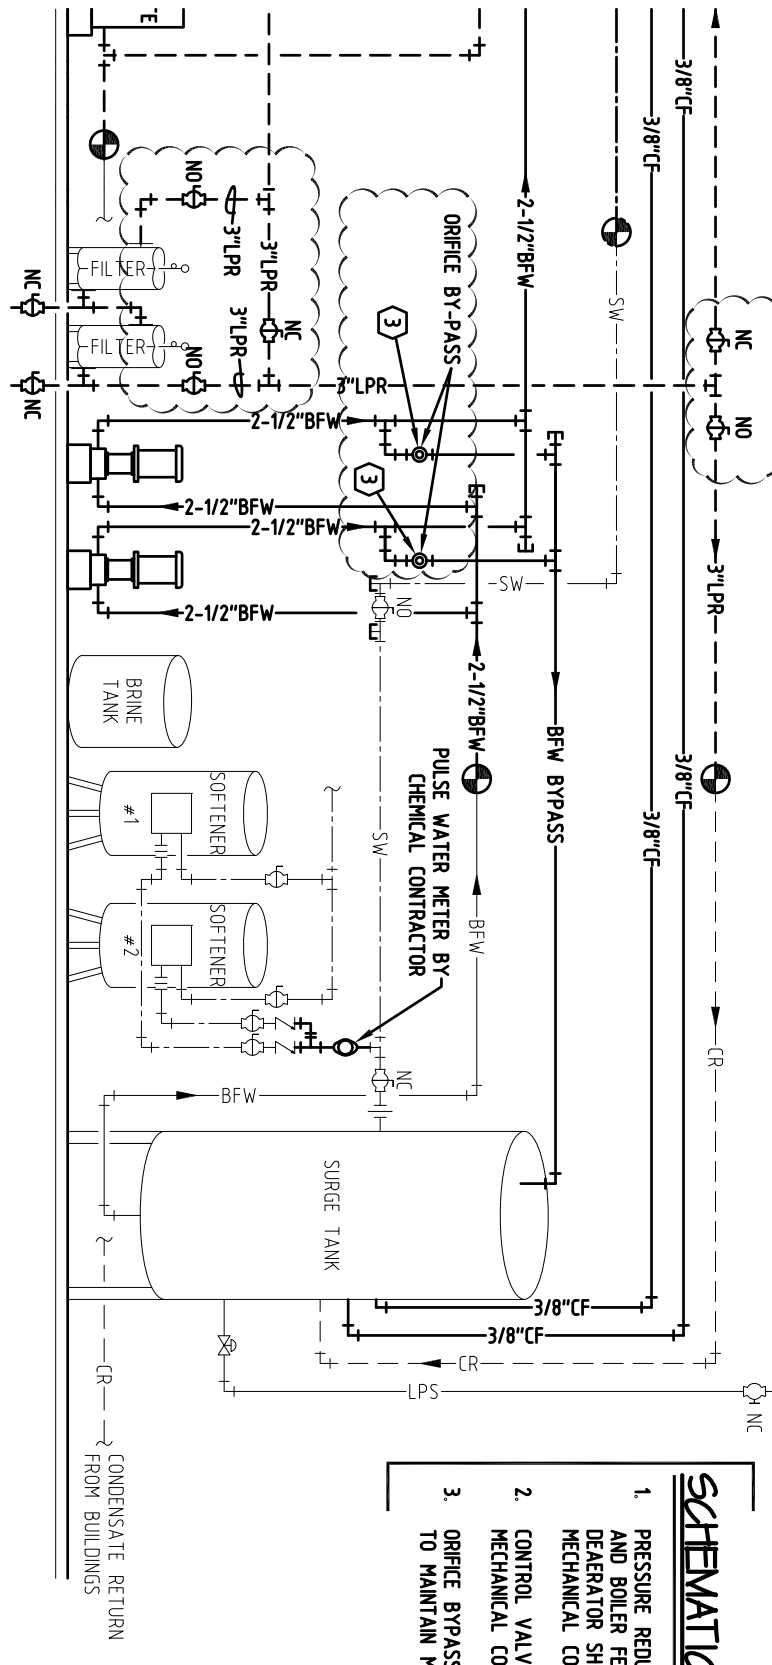 'E
3/8"CF
3/8"CF
NO
3"LPR
3"LPR
ORIFICE BY-PASS
2-1/2"BFW
SW
FILTER
NC
3
NC
NC
FILTER
NO
3"LPR
3"LPR
NC
NO
2-1/2"BFW
3
2-1/2"BFW
2-1/2"BFW
2-1/2"BFW
NO
SW
3"LPR
BRINE
TANK
2-1/2"BFW
BFW BYPASS
3/8"CF
3/8"CF
SOFTENER
#1
SW
PULSE WATER METER BY
CHEMICAL CONTRACTOR
SOFTENER
#2
BFW
CR
NC
BFW
SURGE TANK
3/8"CF
3/8"CF
CR
CR
LPS
NC
CONDENSATE RETURN
FROM BUILDINGS
SCHEMATIC
1. PRESSURE REDU
AND BOILER FE
DEAERATOR SH
MECHANICAL CO
2. CONTROL VALV
MECHANICAL CO
3. ORIFICE BYPASS
TO MAINTAIN M